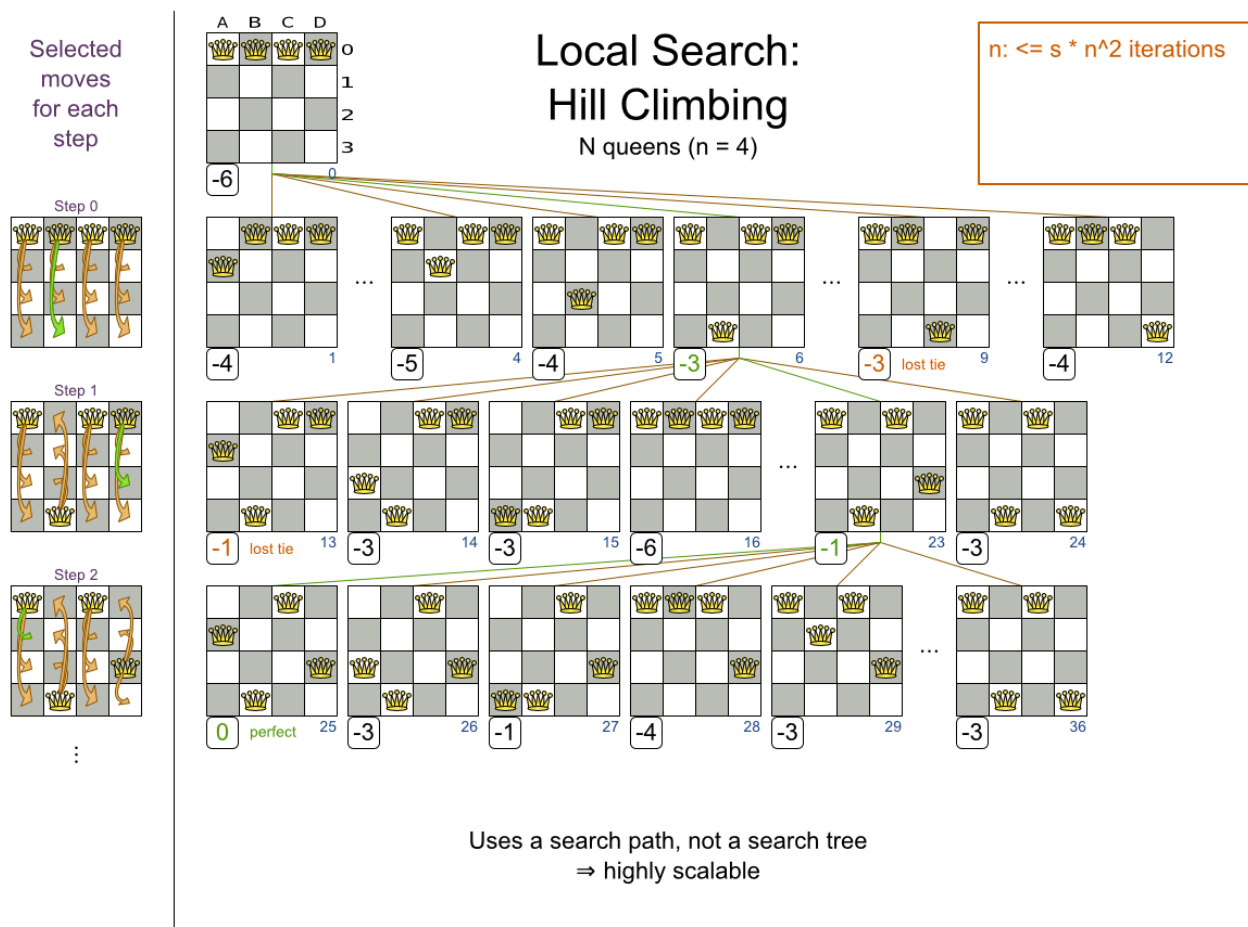 Selected
moves
for each
step
A B C D
0
1
2
3
-6
0
Local Search:
Hill Climbing
N queens (n = 4)
n: <= s * n^2 iterations
Step 0
...
...
...
-4
1
-5
4
-4
5
-3
6
-3
lost tie
9
-4
12
Step 1
...
-1
lost tie
13
-3
14
-3
15
-6
16
-1
23
-3
24
Step 2
...
0
perfect
25
-3
26
-1
27
-4
28
-3
29
-3
36
⋮
Uses a search path, not a search tree
⇒ highly scalable